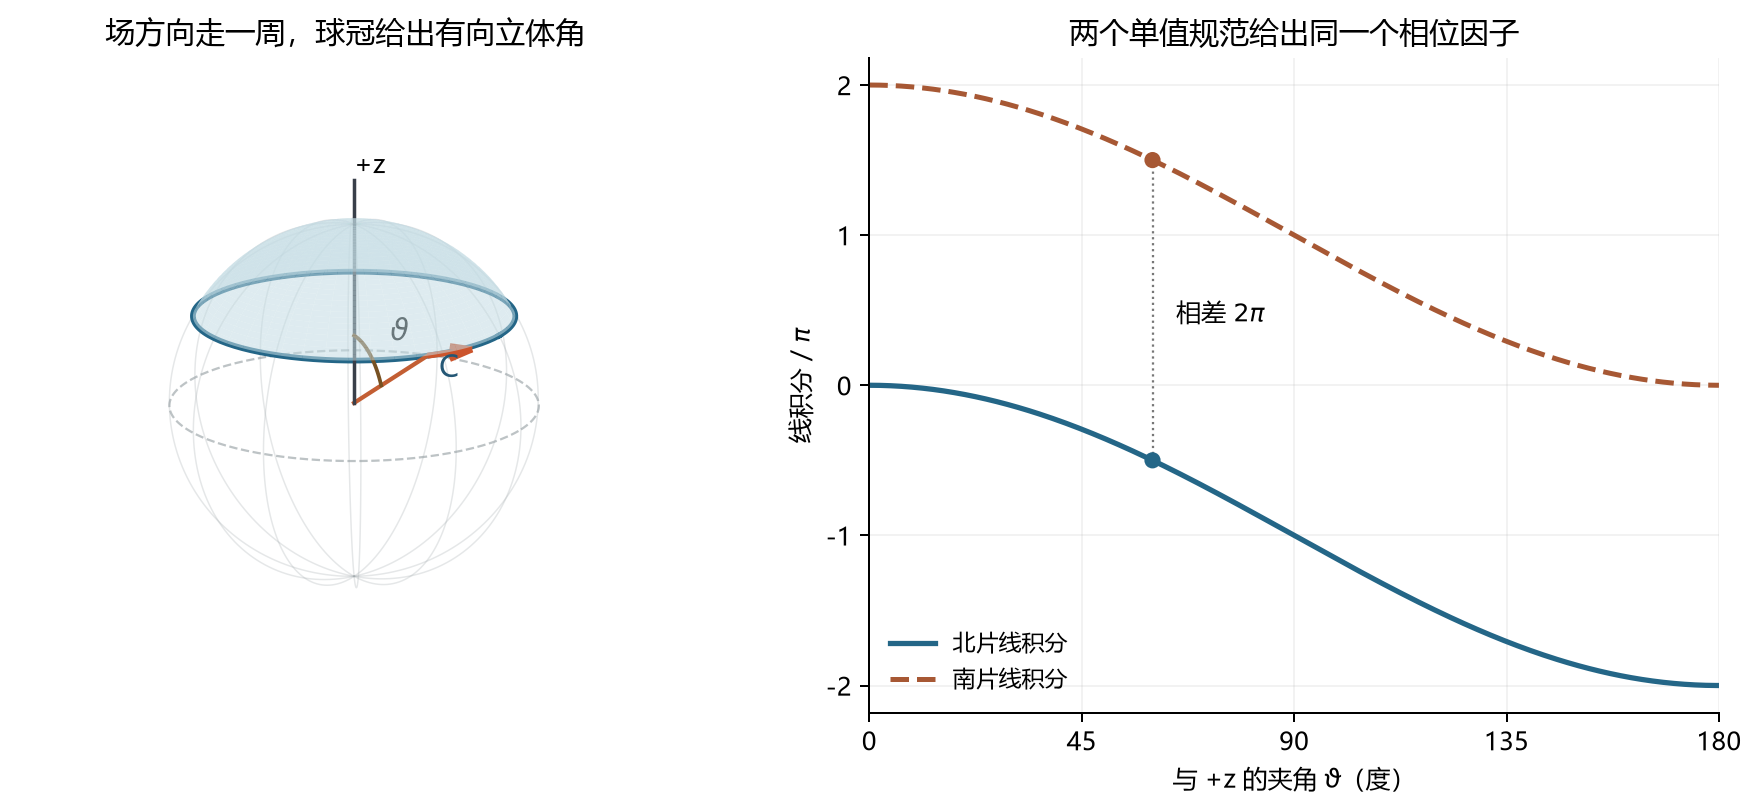 场方向走一周，球冠给出有向立体角
+z
ϑ
C
两个单值规范给出同一个相位因子
线积分 / π
2
1
0
-1
-2
相差 2π
北片线积分
南片线积分
0
45
90
135
180
与 +z 的夹角 ϑ（度）